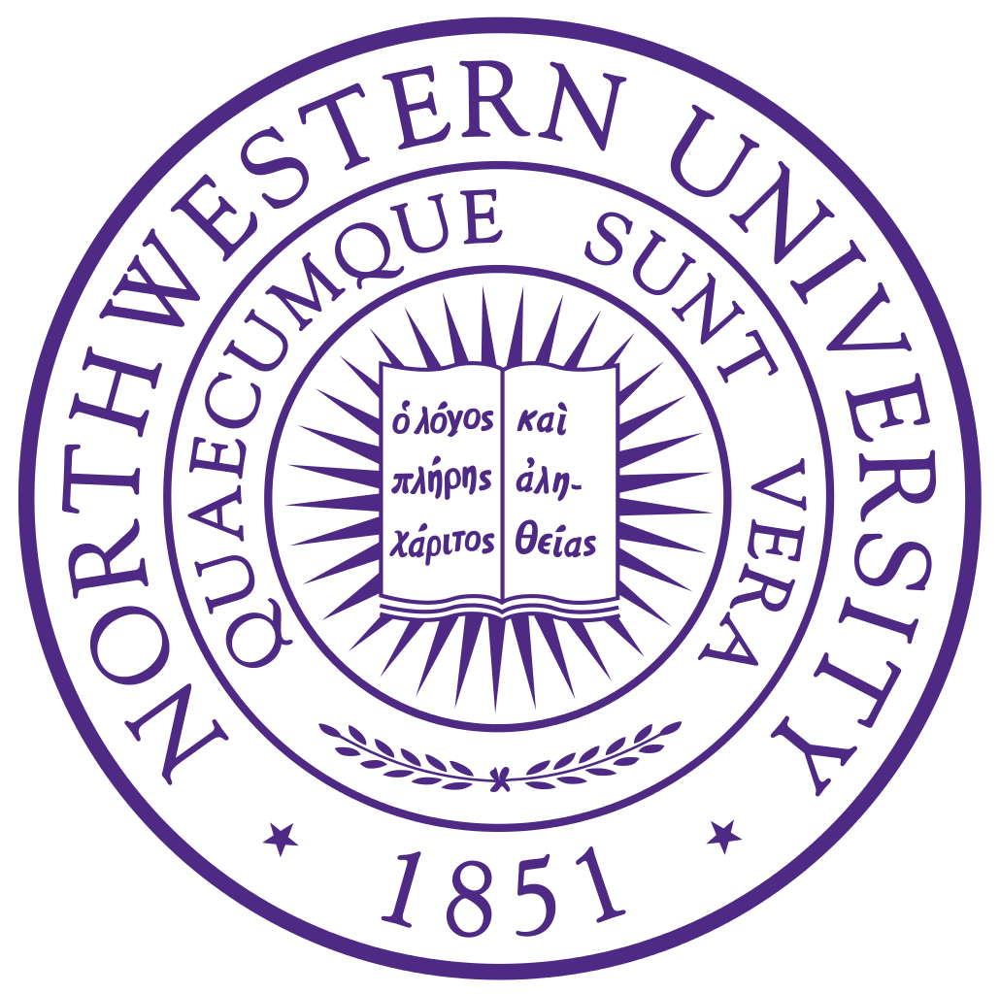 NORTHWESTERN UNIVERSITY
QUAECUMQUE SUNT VERA
ὁ λόγος
πλήρης
χάριτος
καὶ
ἀλη-
θείας
1851